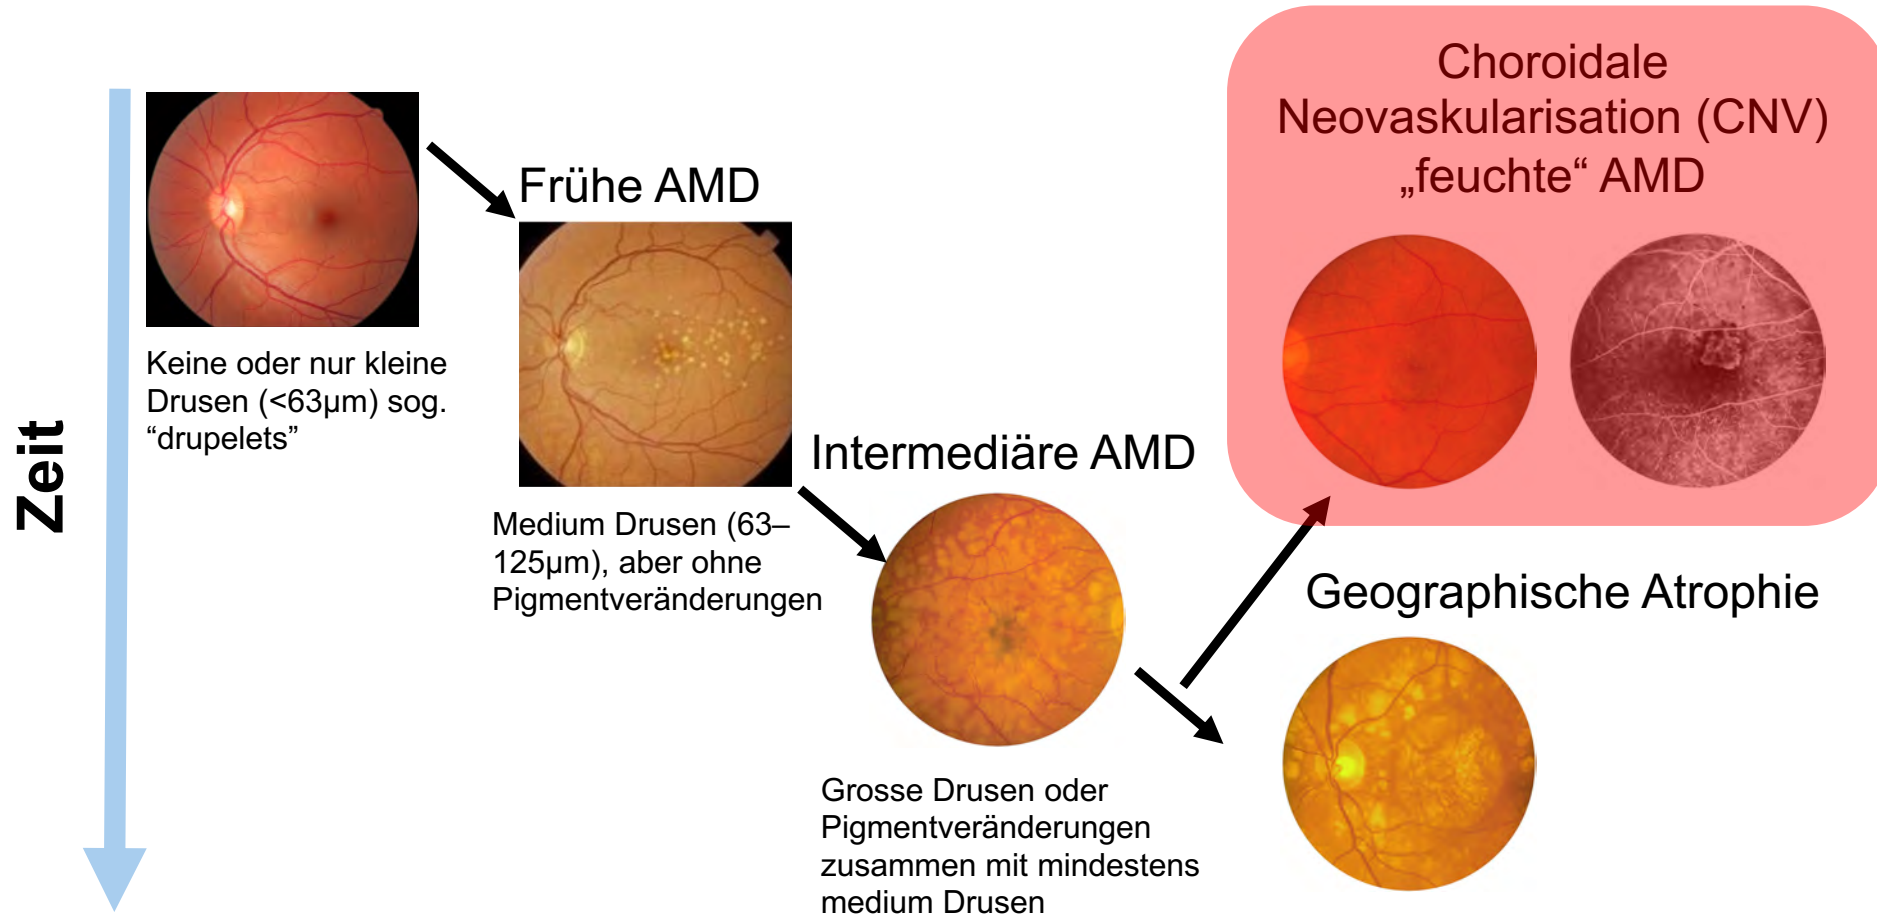 Zeit
Keine oder nur kleine
Drusen (<63µm) sog.
“drupelets”
Frühe AMD
Medium Drusen (63–
125µm), aber ohne
Pigmentveränderungen
Intermediäre AMD
Grosse Drusen oder
Pigmentveränderungen
zusammen mit mindestens
medium Drusen
Choroidale
Neovaskularisation (CNV)
„feuchte“ AMD
Geographische Atrophie